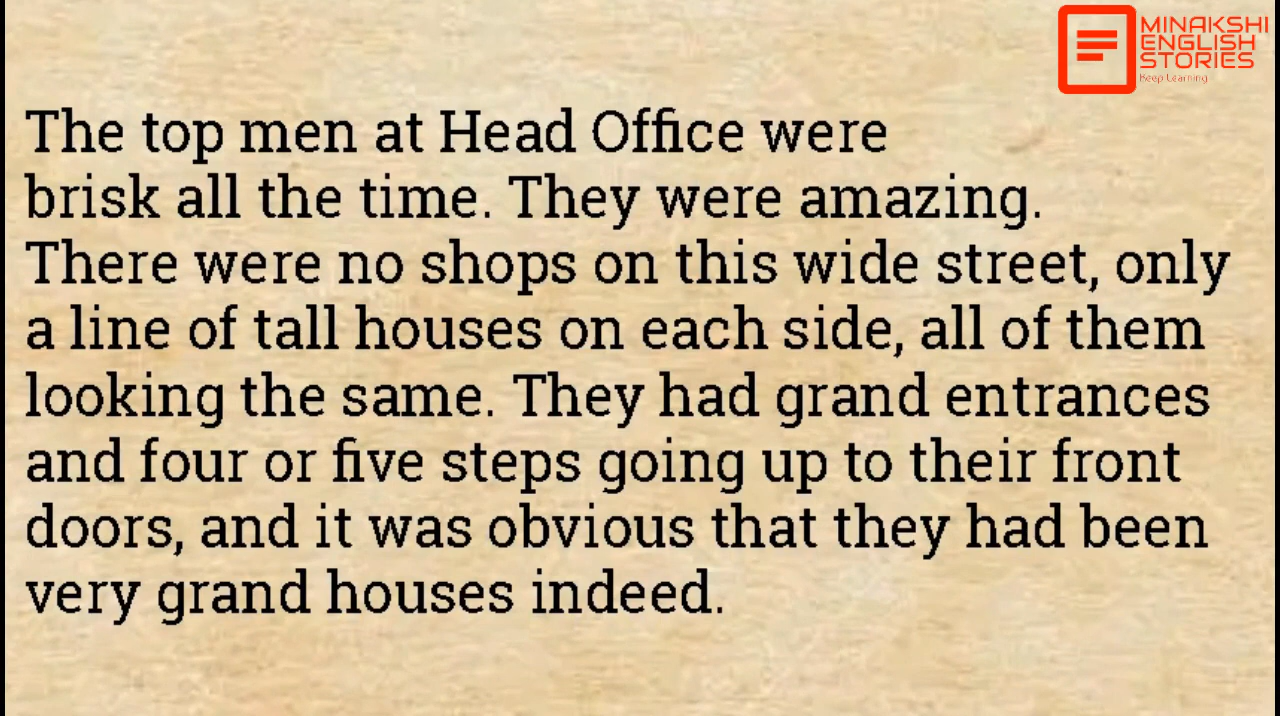 MINAKSHI
ENGLISH
STORIES
Keep Learning
The top men at Head Office were
brisk all the time. They were amazing.
There were no shops on this wide street, only
a line of tall houses on each side, all of them
looking the same. They had grand entrances
and four or five steps going up to their front
doors, and it was obvious that they had been
very grand houses indeed.